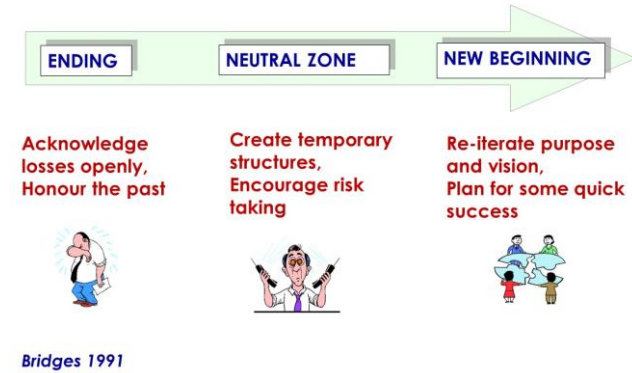 ENDING
NEUTRAL ZONE
NEW BEGINNING
Acknowledge
losses openly,
Honour the past
Create temporary
structures,
Encourage risk
taking
Re-iterate purpose
and vision,
Plan for some quick
success
Bridges 1991